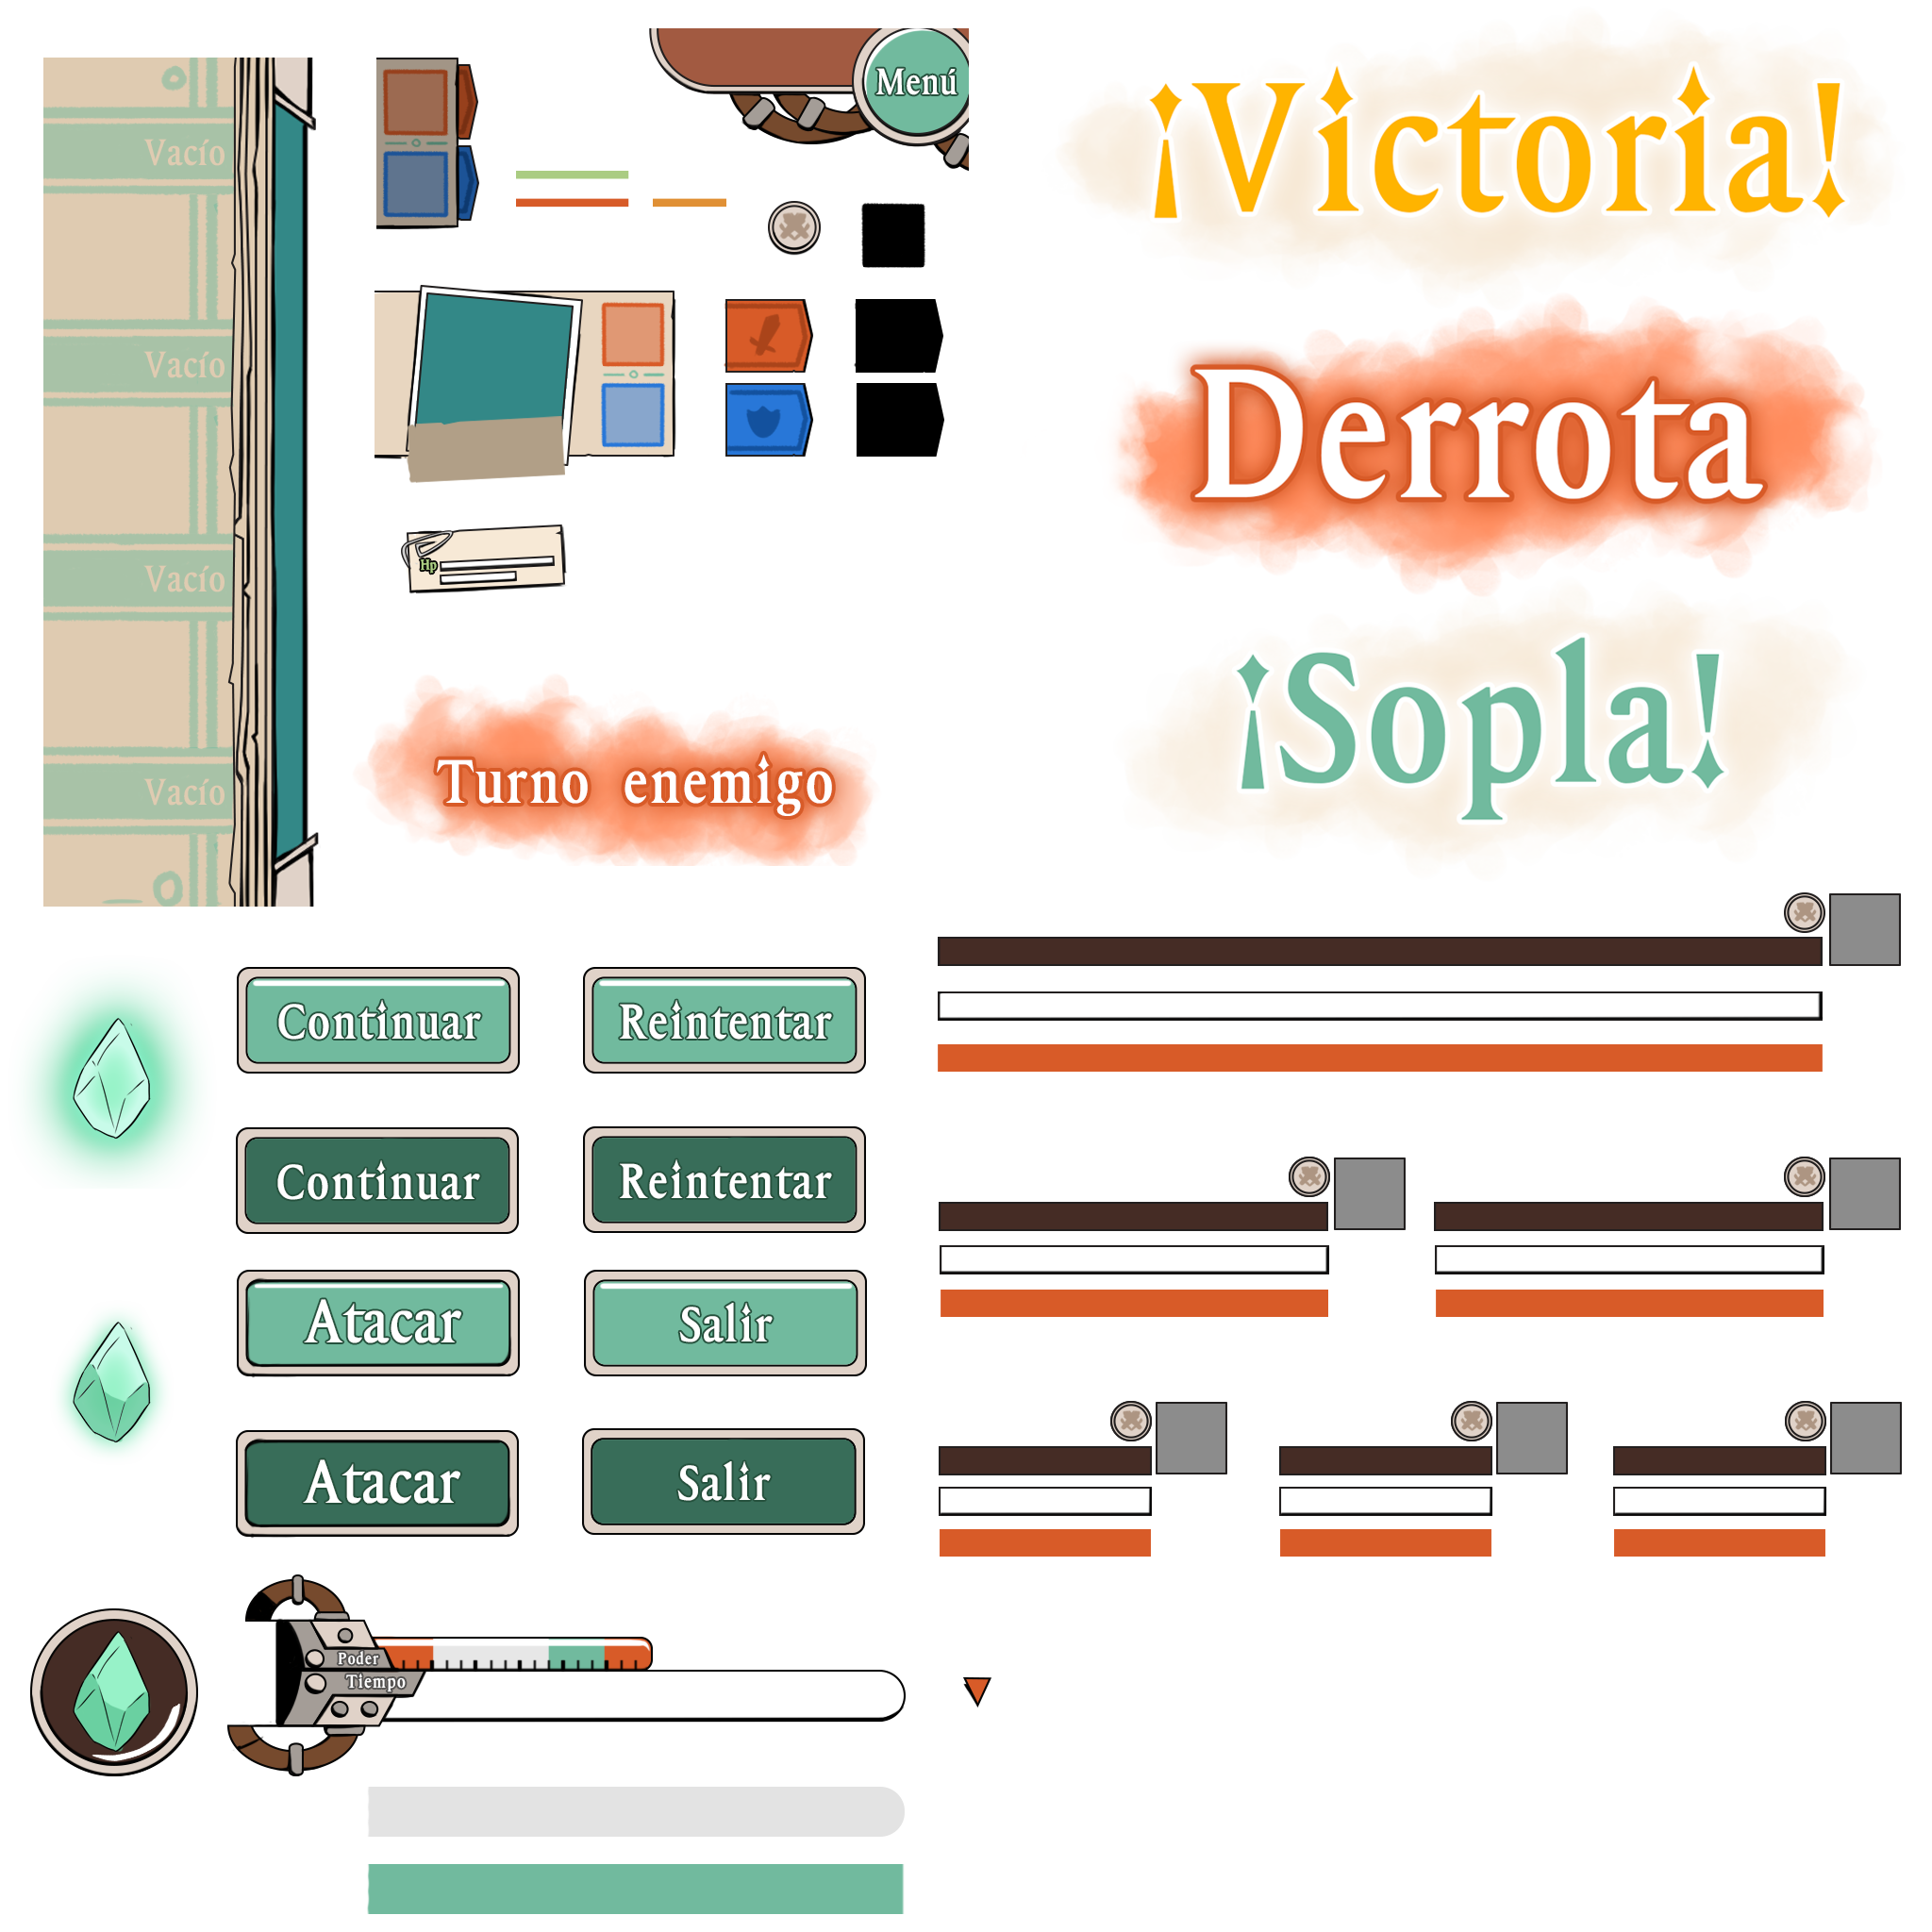 Menú
¡Victoria!
Vacío
Vacío
Vacío
Vacío
Derrota
Hp
¡Sopla!
Turno enemigo
Continuar
Reintentar
Continuar
Reintentar
Atacar
Salir
Atacar
Salir
Poder
Tiempo